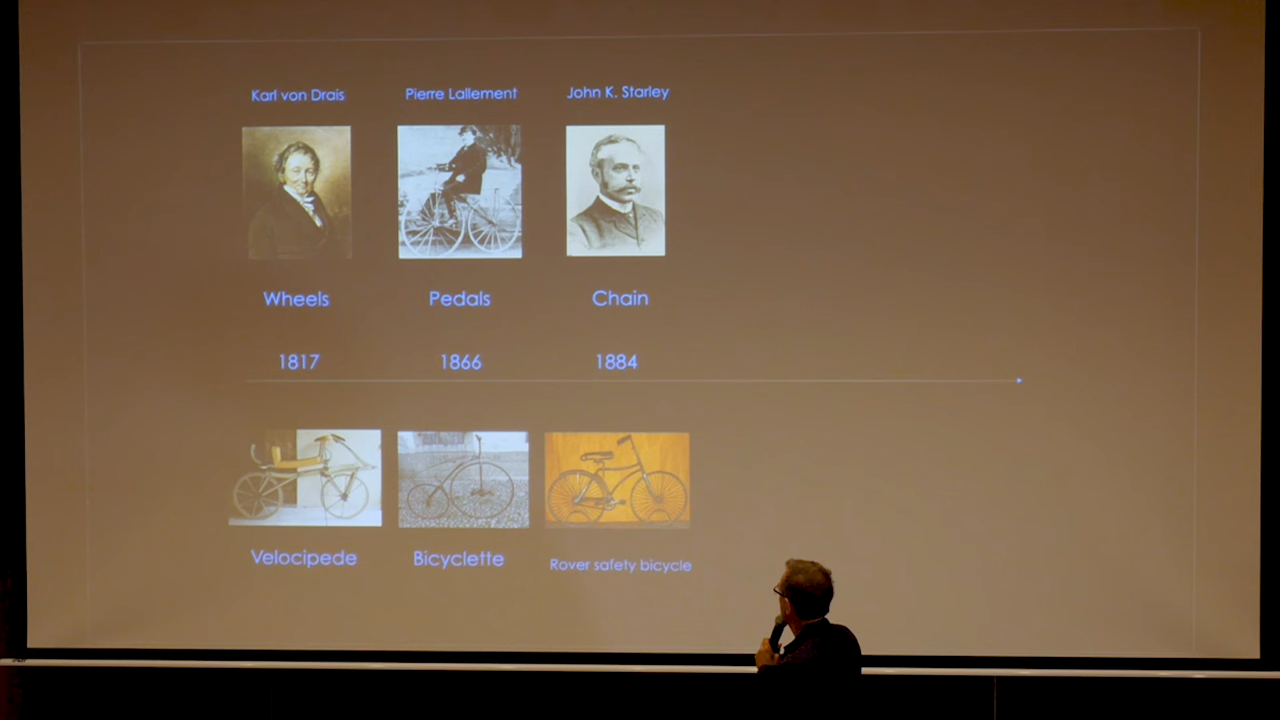 Karl von Drais
Pierre Lallement
John K. Starley
Wheels
Pedals
Chain
1817
1866
1884
Velocipede
Bicyclette
Rover safety bicycle